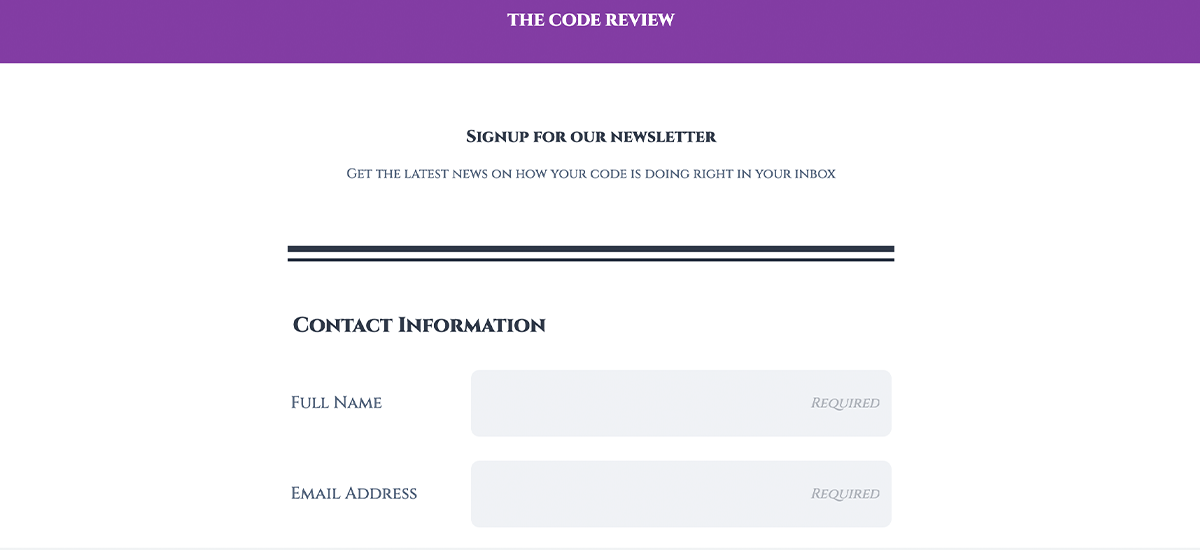 THE CODE REVIEW
Signup for our newsletter
Get the latest news on how your code is doing right in your inbox
Contact Information
Full Name
Required
Email Address
Required